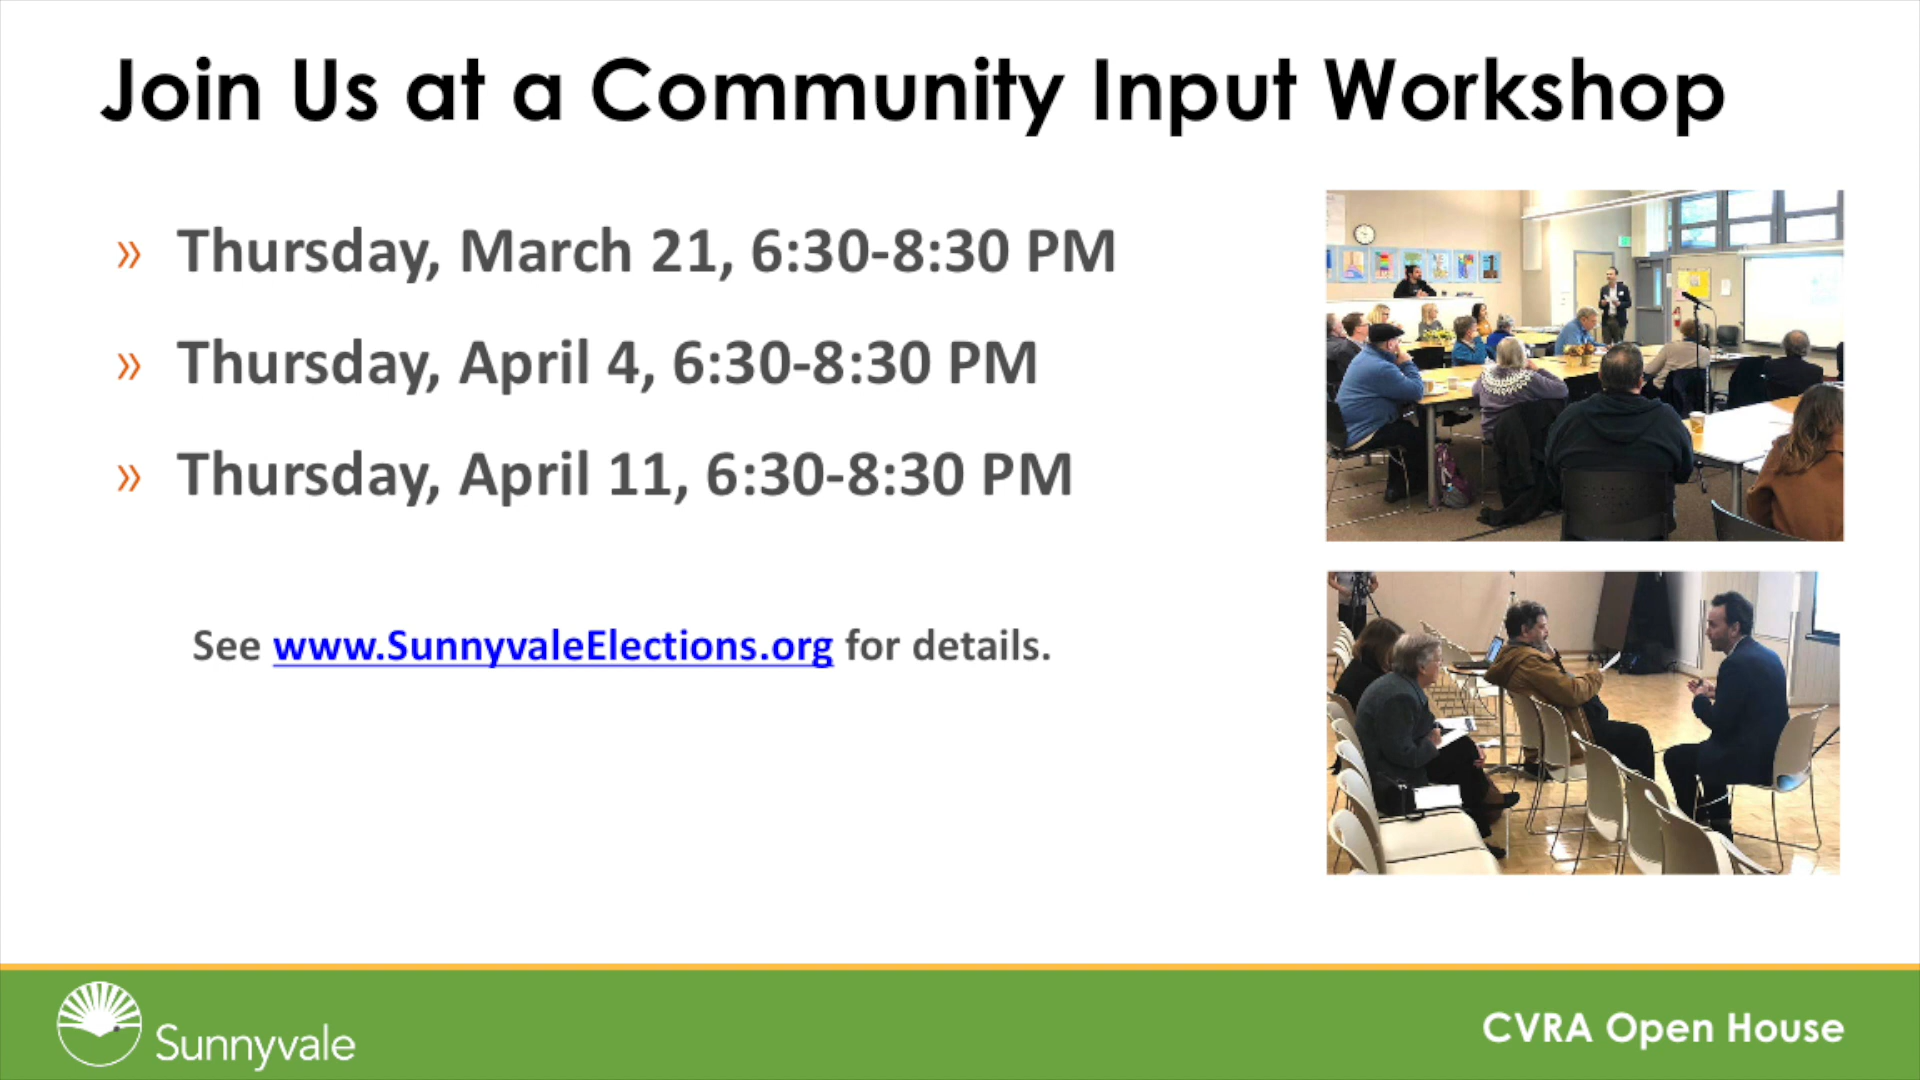 Join Us at a Community Input Workshop
» Thursday, March 21, 6:30-8:30 PM
» Thursday, April 4, 6:30-8:30 PM
» Thursday, April 11, 6:30-8:30 PM
See www.SunnyvaleElections.org for details.
Sunnyvale
CVRA Open House